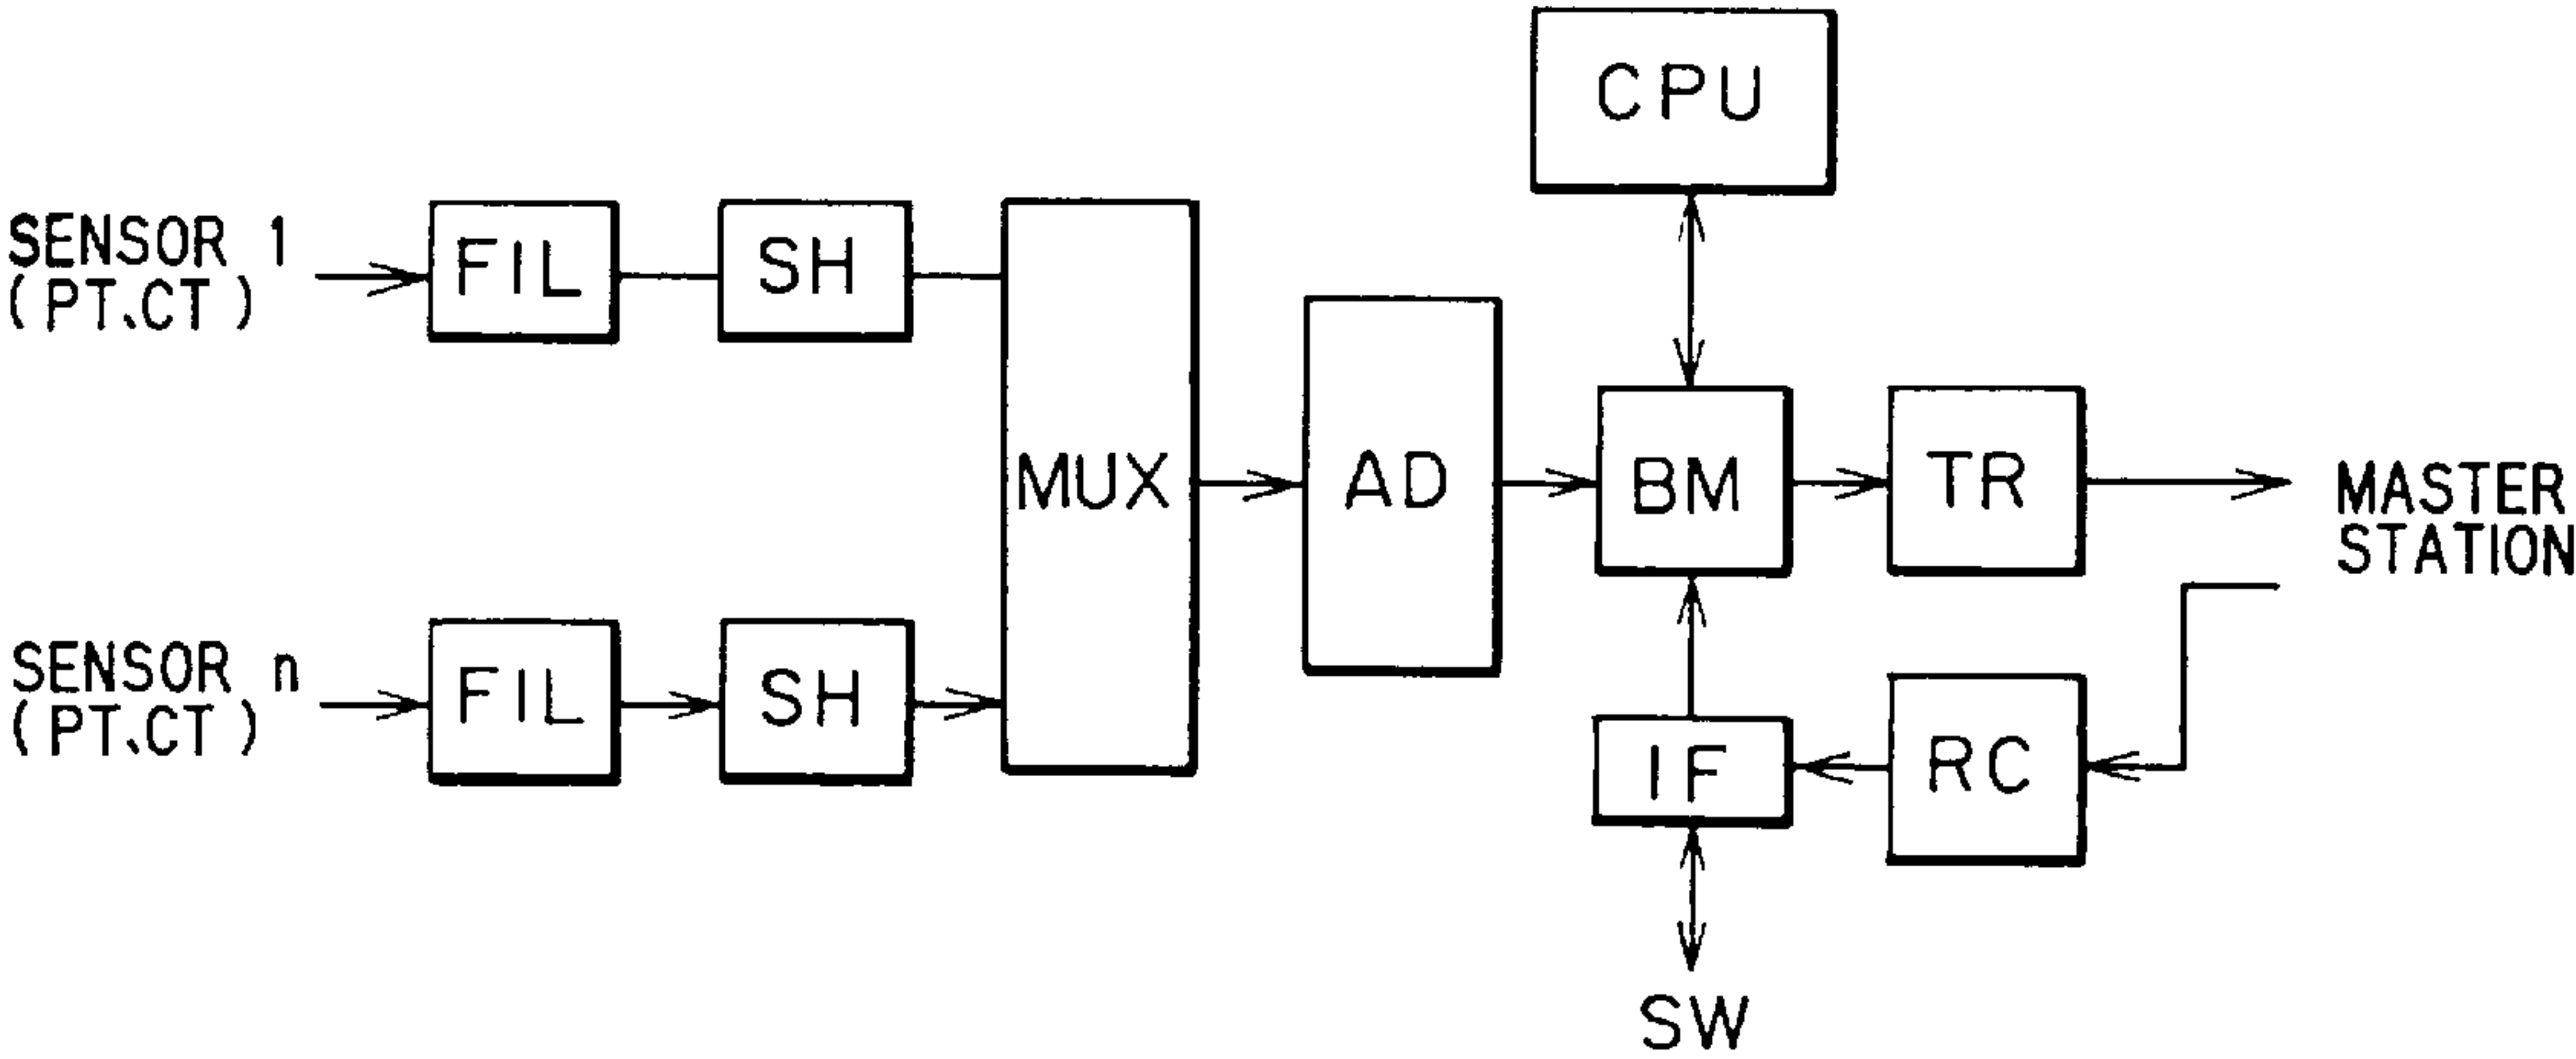 CPU
SENSOR 1
(PT、CT)
FIL
SH
MUX
AD
BM
TR
MASTER
STATION
SENSOR n
(PT、CT)
FIL
SH
IF
RC
SW